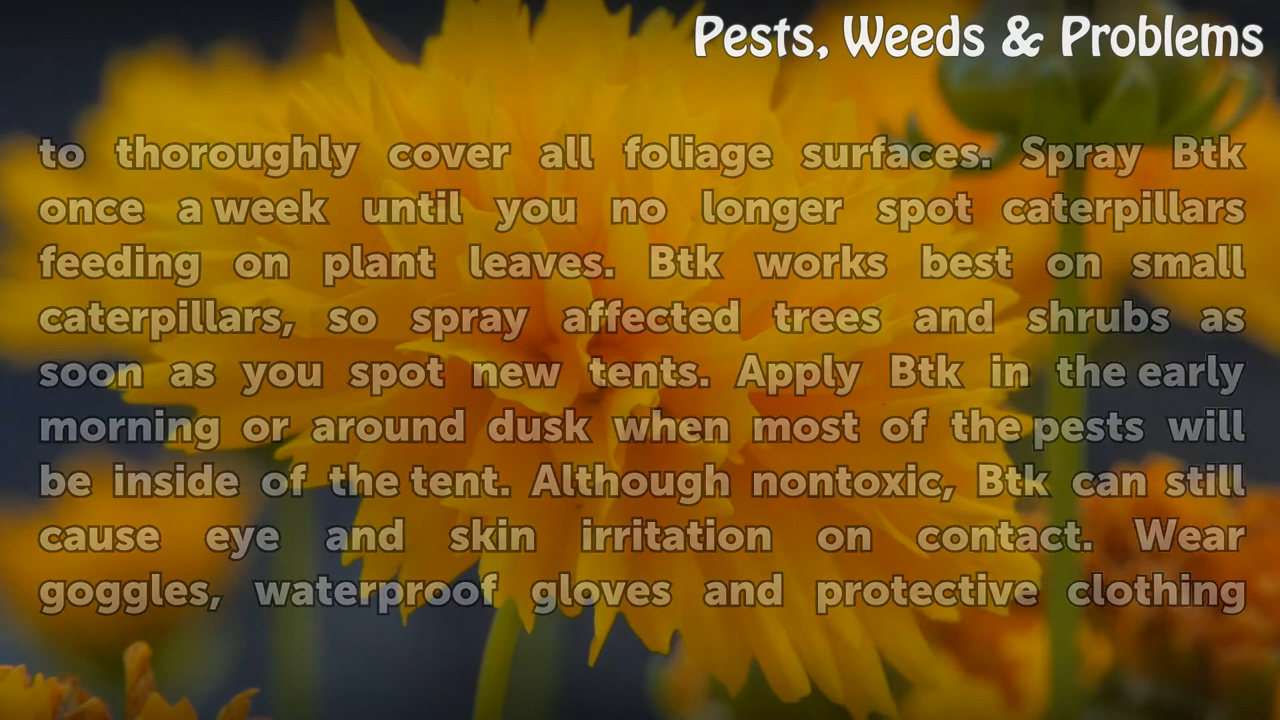 Pests, Weeds & Problems
to thoroughly cover all foliage surfaces. Spray Btk
once a week until you no longer spot caterpillars
feeding on plant leaves. Btk works best on small
caterpillars, so spray affected trees and shrubs as
soon as you spot new tents. Apply Btk in the early
morning or around dusk when most of the pests will
be inside of the tent. Although nontoxic, Btk can still
cause eye and skin irritation on contact. Wear
goggles, waterproof gloves and protective clothing